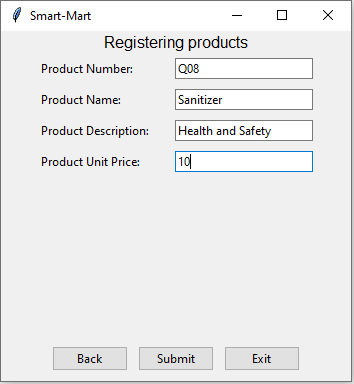 Smart-Mart
Registering products
Product Number: Q08
Product Name: Sanitizer
Product Description: Health and Safety
Product Unit Price: 10
Back Submit Exit